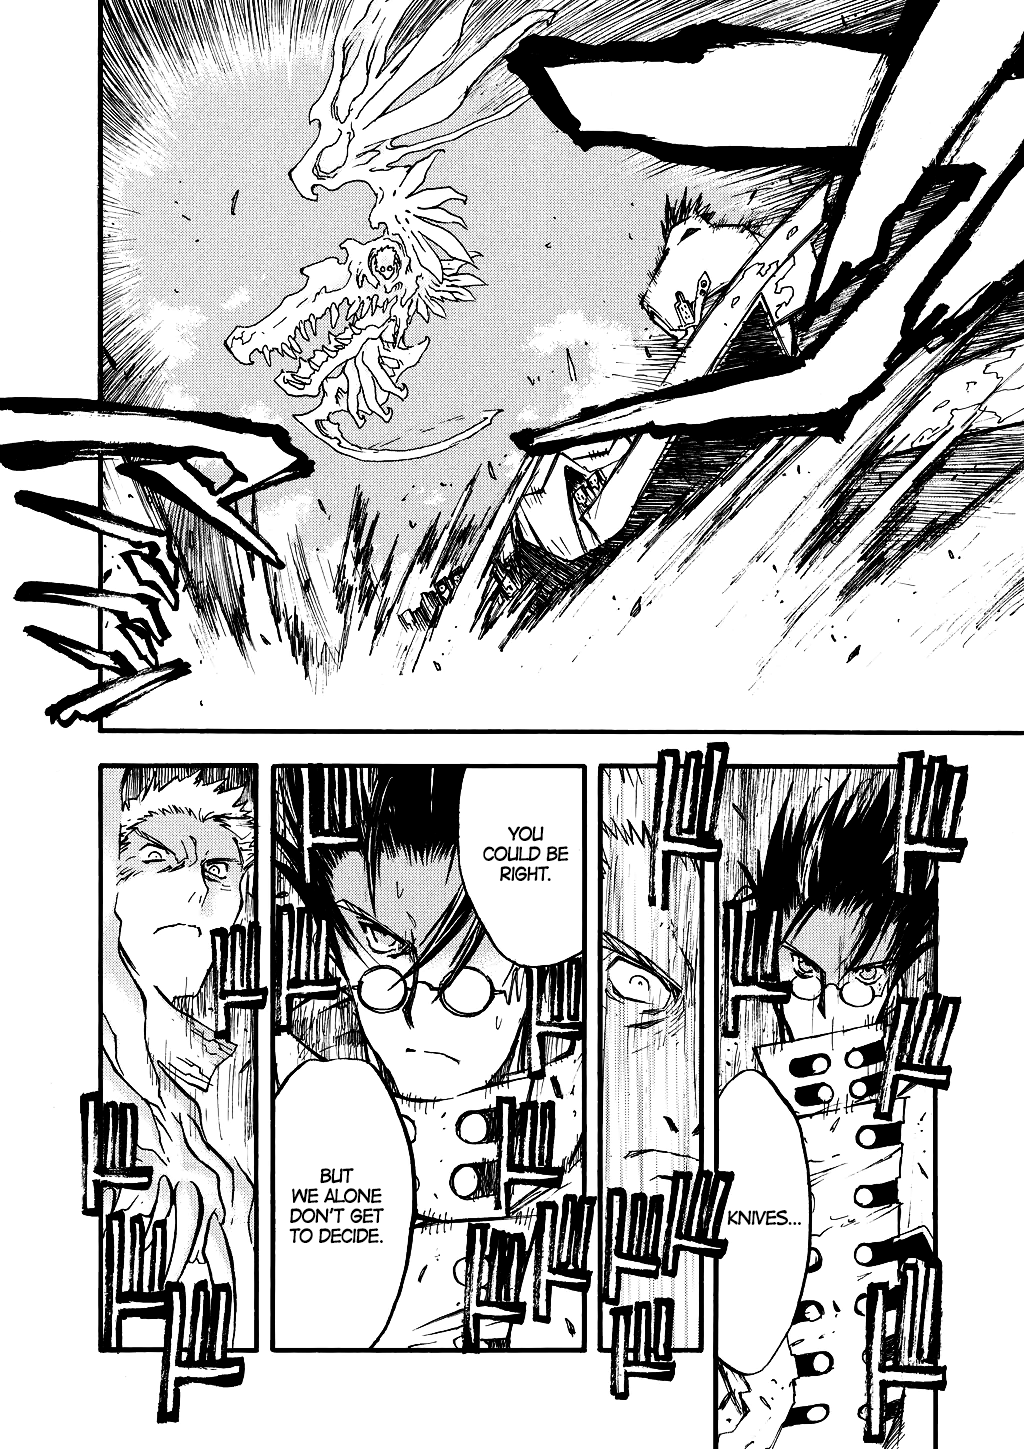 KNIVES...
YOU
COULD BE
RIGHT.
BUT
WE ALONE
DON'T GET
TO DECIDE.